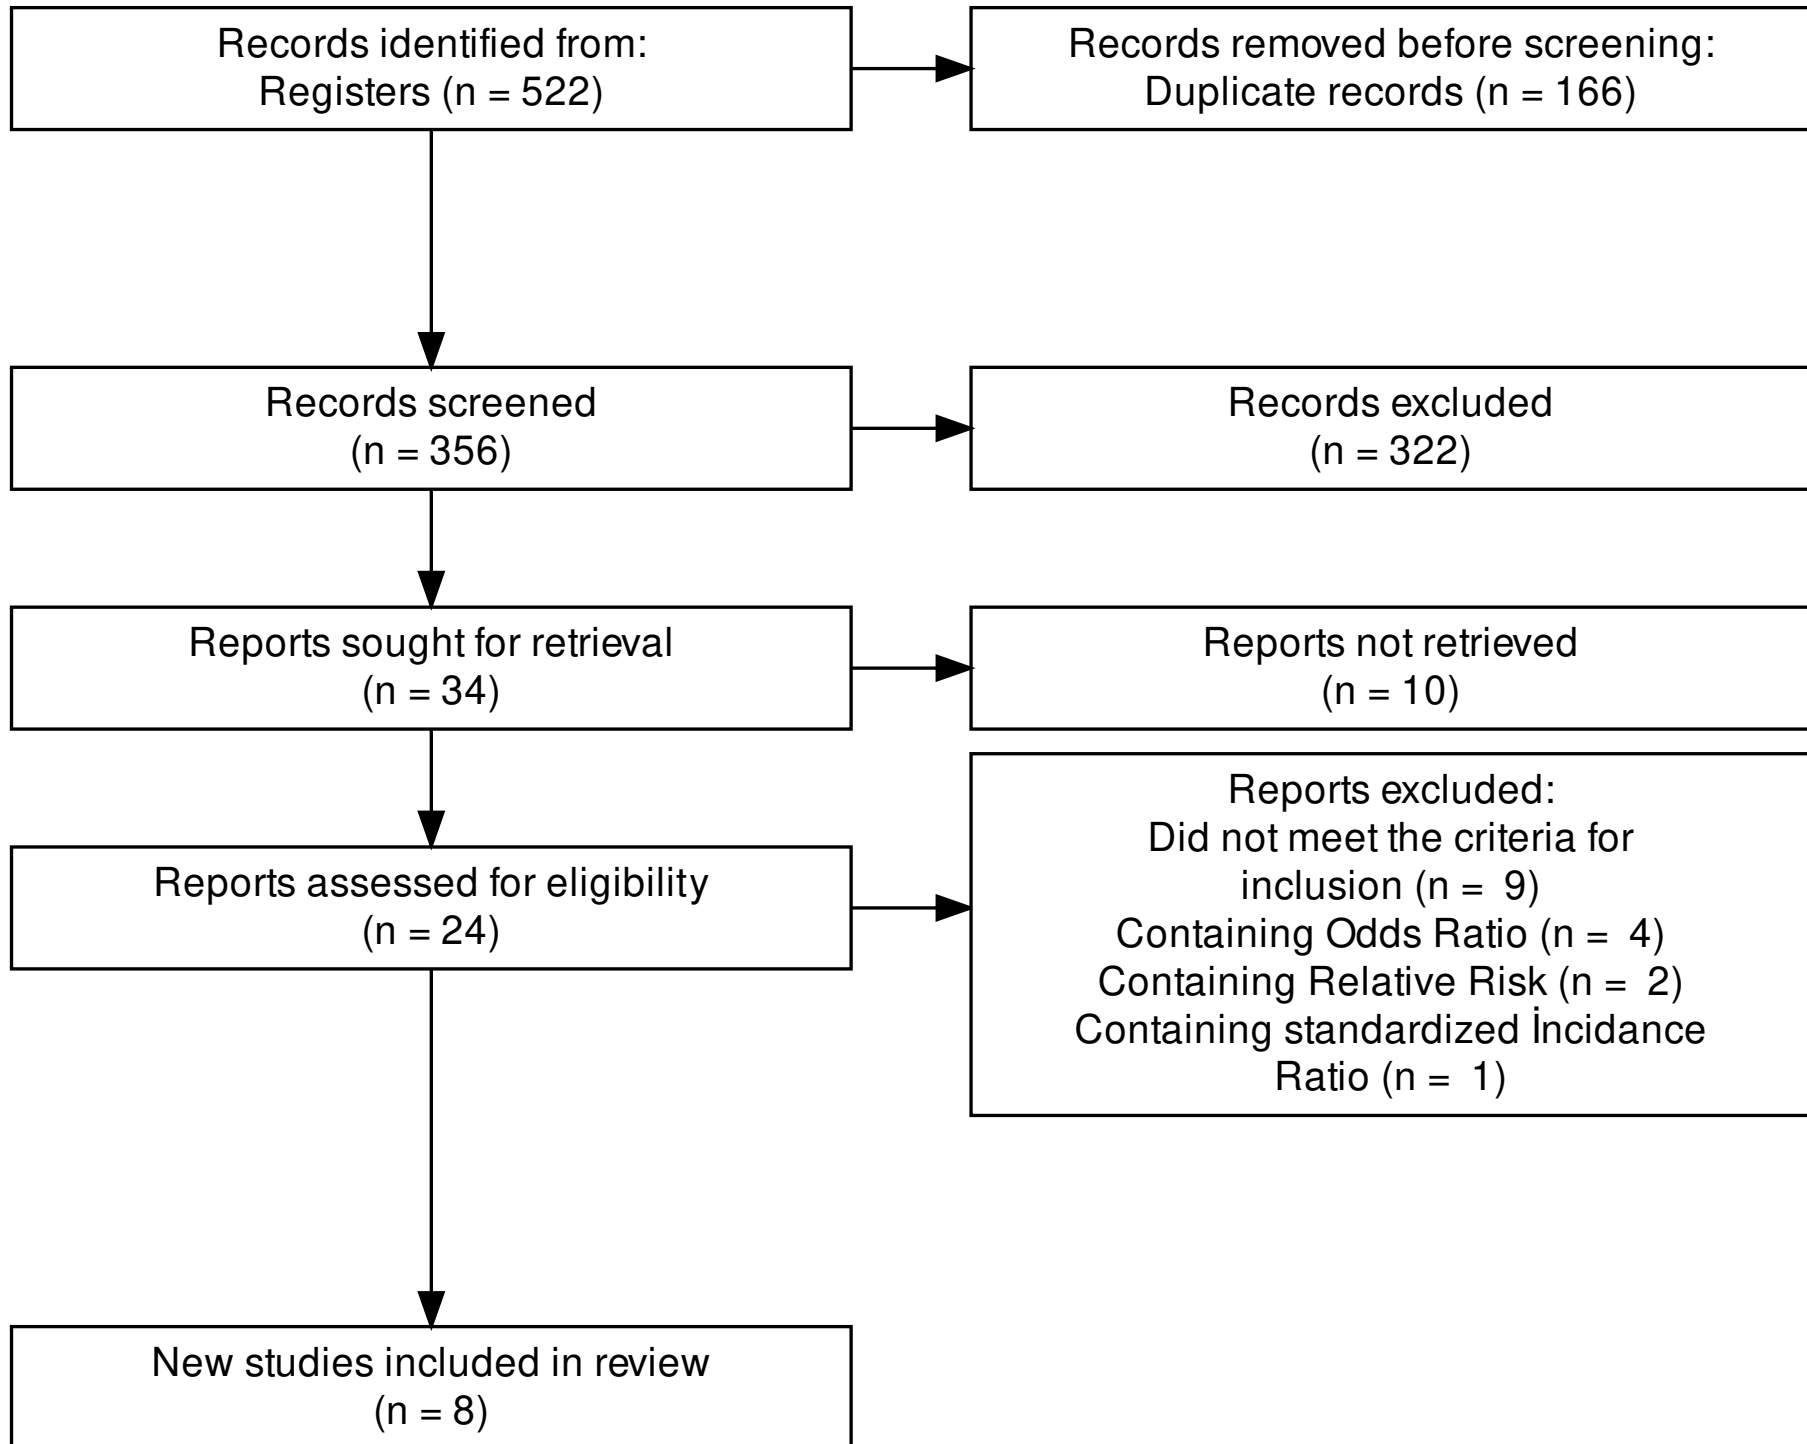 Records identified from:
Registers (n = 522)
Records removed before screening:
Duplicate records (n = 166)
Records screened
(n = 356)
Records excluded
(n = 322)
Reports sought for retrieval
(n = 34)
Reports not retrieved
(n = 10)
Reports assessed for eligibility
(n = 24)
Reports excluded:
Did not meet the criteria for
inclusion (n =  9)
Containing Odds Ratio (n =  4)
Containing Relative Risk (n =  2)
Containing standardized İncidance
Ratio (n =  1)
New studies included in review
(n = 8)